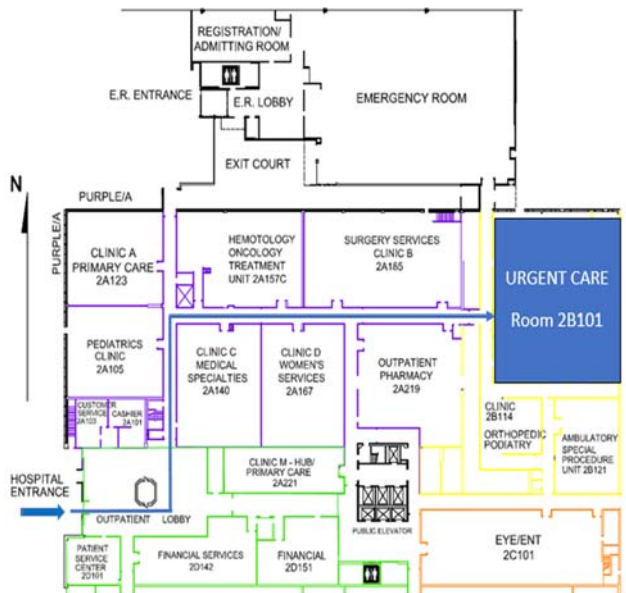 REGISTRATION/
ADMITTING ROOM
E.R. ENTRANCE
E.R. LOBBY
EMERGENCY ROOM
EXIT COURT
N
PURPLE/A
PURPLE/A
CLINIC A
PRIMARY CARE
2A123
HEMOTOLOGY
ONCOLOGY
TREATMENT
UNIT 2A157C
SURGERY SERVICES
CLINIC B
2A185
URGENT CARE
Room 2B101
PEDIATRICS
CLINIC
2A105
CLINIC C
MEDICAL
SPECIALTIES
2A140
CLINIC D
WOMEN'S
SERVICES
2A167
OUTPATIENT
PHARMACY
2A219
CUSTOMER
SERVICE
2A103
CASHIER
2A101
CLINIC
2B114
ORTHOPEDIC
PODIATRY
AMBULATORY
SPECIAL
PROCEDURE
UNIT 2B121
HOSPITAL
ENTRANCE
CLINIC M - HUB/
PRIMARY CARE
2A221
OUTPATIENT LOBBY
PUBLIC ELEVATOR
PATIENT
SERVICE
CENTER
2D101
FINANCIAL SERVICES
2D142
FINANCIAL
2D151
EYE/ENT
2C101